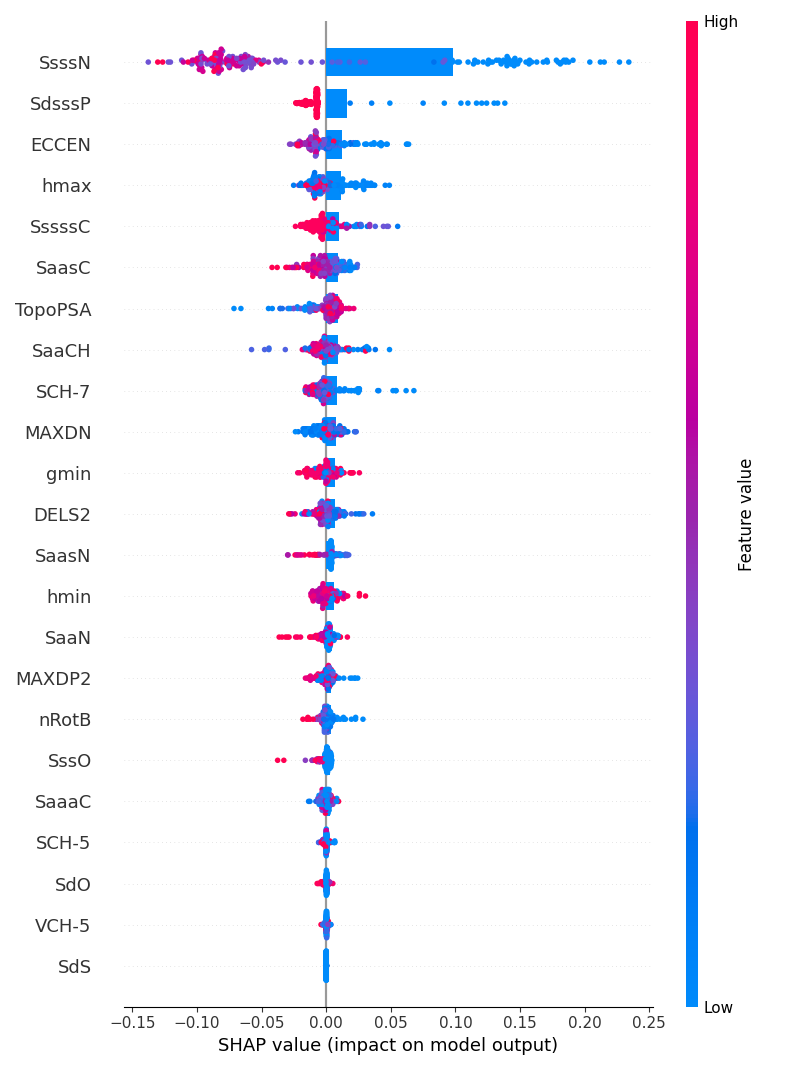 High
SsssN
SdsssP
ECCEN
hmax
SsssssC
SaasC
TopoPSA
SaaCH
SCH-7
MAXDN
gmin
DELS2
SaasN
hmin
SaaN
MAXDP2
nRotB
SssO
SaaaC
SCH-5
SdO
VCH-5
SdS
Feature value
Low
−0.15 −0.10 −0.05 0.00 0.05 0.10 0.15 0.20 0.25
SHAP value (impact on model output)